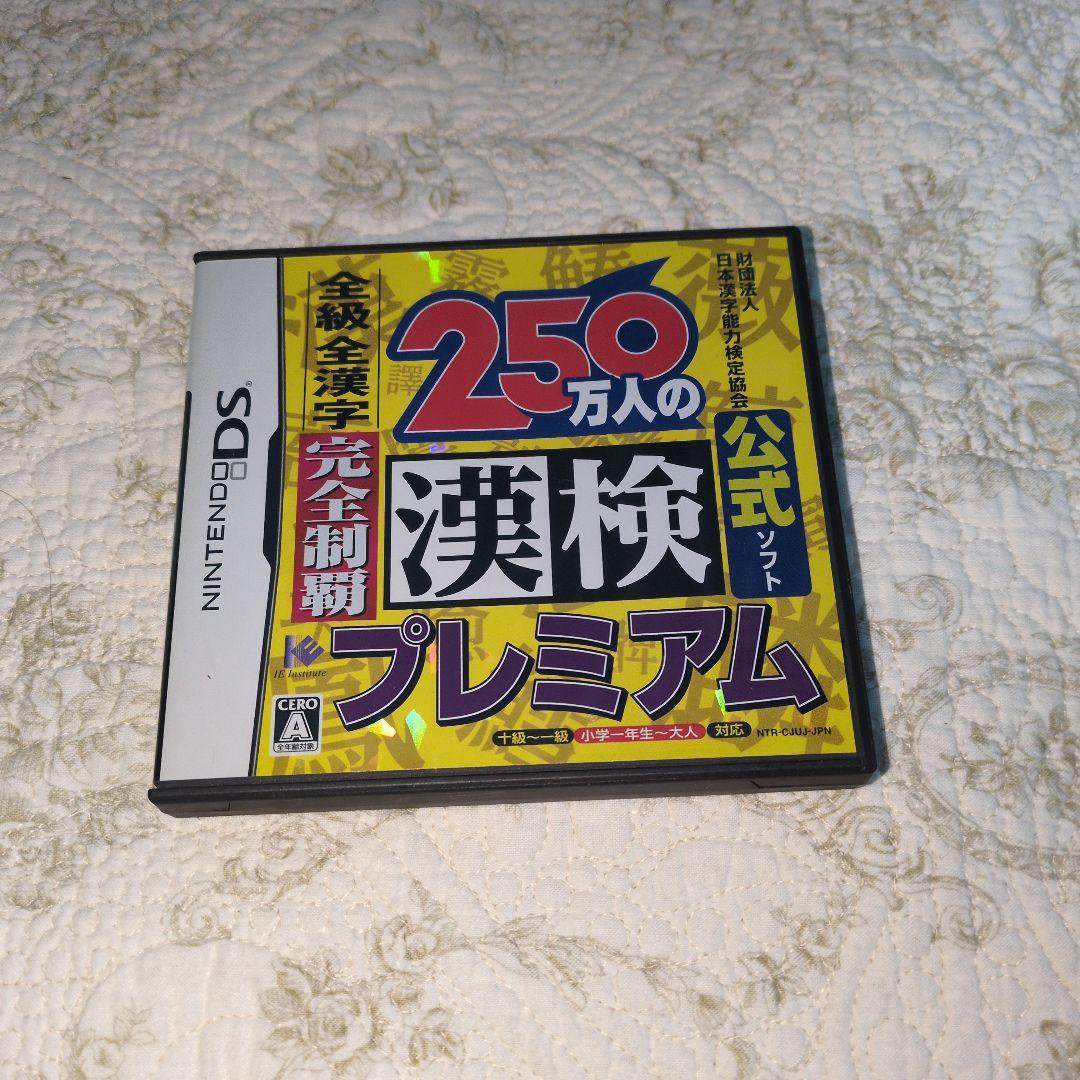 NINTENDO DS®
全級全漢字
完全制覇
250万人の
漢検
プレミアム
財団法人
日本漢字能力検定協会
公式ソフト
IE
IE Institute
CERO
A
全年齢対象
十級～一級 小学一年生～大人 対応 NTR-CJUJ-JPN